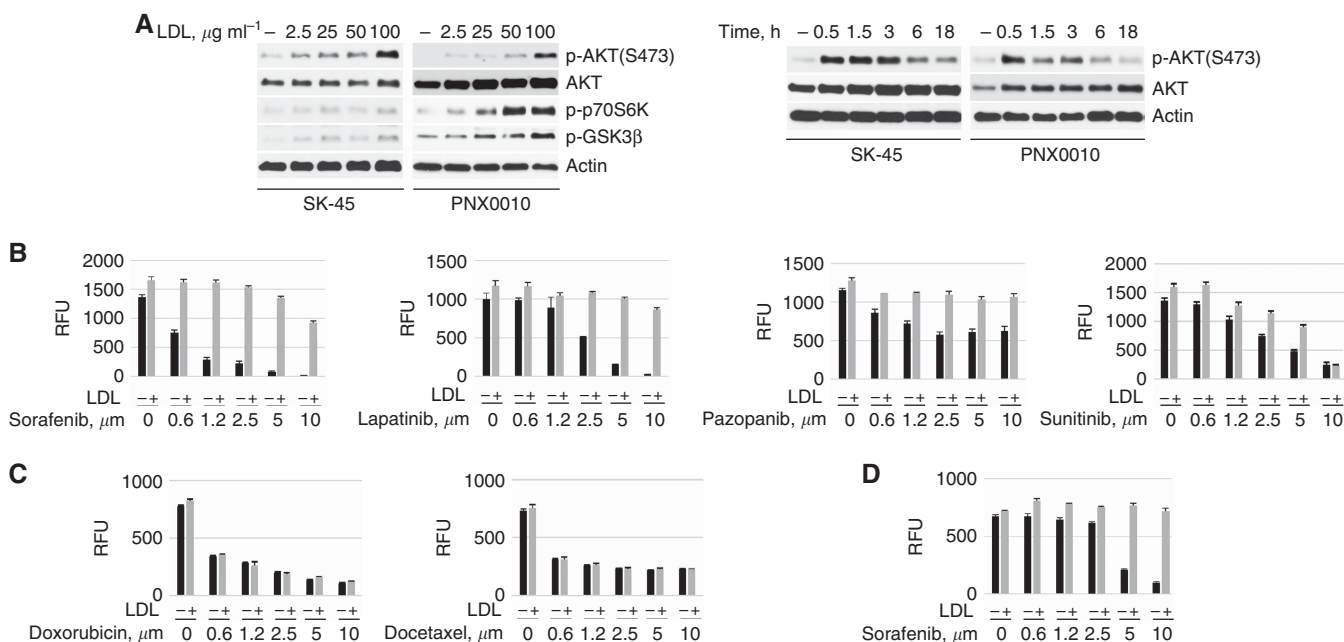 A
LDL, μg ml⁻¹ – 2.5 25 50 100 – 2.5 25 50 100
p-AKT(S473)
AKT
p-p70S6K
p-GSK3β
Actin
SK-45 PNX0010
Time, h – 0.5 1.5 3 6 18 – 0.5 1.5 3 6 18
p-AKT(S473)
AKT
Actin
SK-45 PNX0010
B
2000
1500
1000
500
0
RFU
LDL –+ –+ –+ –+ –+ –+
Sorafenib, μm 0 0.6 1.2 2.5 5 10
1500
1000
500
0
RFU
LDL –+ –+ –+ –+ –+ –+
Lapatinib, μm 0 0.6 1.2 2.5 5 10
1500
1000
500
0
RFU
LDL –+ –+ –+ –+ –+ –+
Pazopanib, μm 0 0.6 1.2 2.5 5 10
2000
1500
1000
500
0
RFU
LDL –+ –+ –+ –+ –+ –+
Sunitinib, μm 0 0.6 1.2 2.5 5 10
C
1000
500
0
RFU
LDL –+ –+ –+ –+ –+ –+
Doxorubicin, μm 0 0.6 1.2 2.5 5 10
1000
500
0
RFU
LDL –+ –+ –+ –+ –+ –+
Docetaxel, μm 0 0.6 1.2 2.5 5 10
D
1000
500
0
RFU
LDL –+ –+ –+ –+ –+ –+
Sorafenib, μm 0 0.6 1.2 2.5 5 10